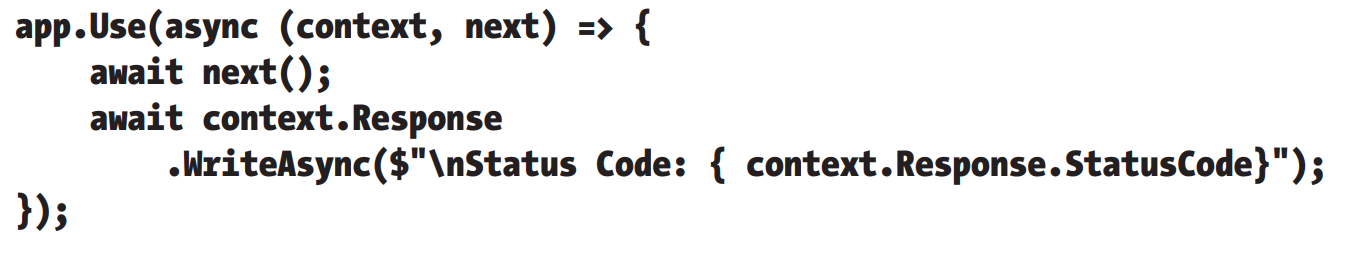 app.Use(async (context, next) => {
    await next();
    await context.Response
        .WriteAsync($"\nStatus Code: { context.Response.StatusCode}");
});